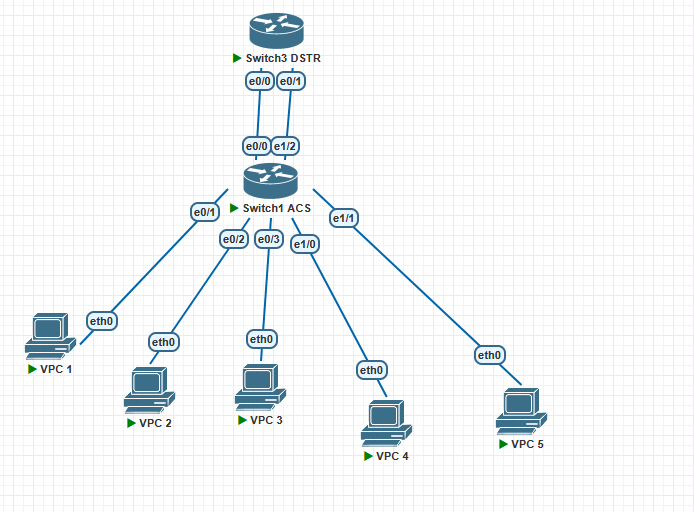 Switch3 DSTR
e0/0 e0/1
e0/0 e1/2
Switch1 ACS
e0/1
e1/1
e0/2 e0/3 e1/0
eth0
eth0
eth0
eth0
eth0
VPC 1
VPC 2
VPC 3
VPC 4
VPC 5